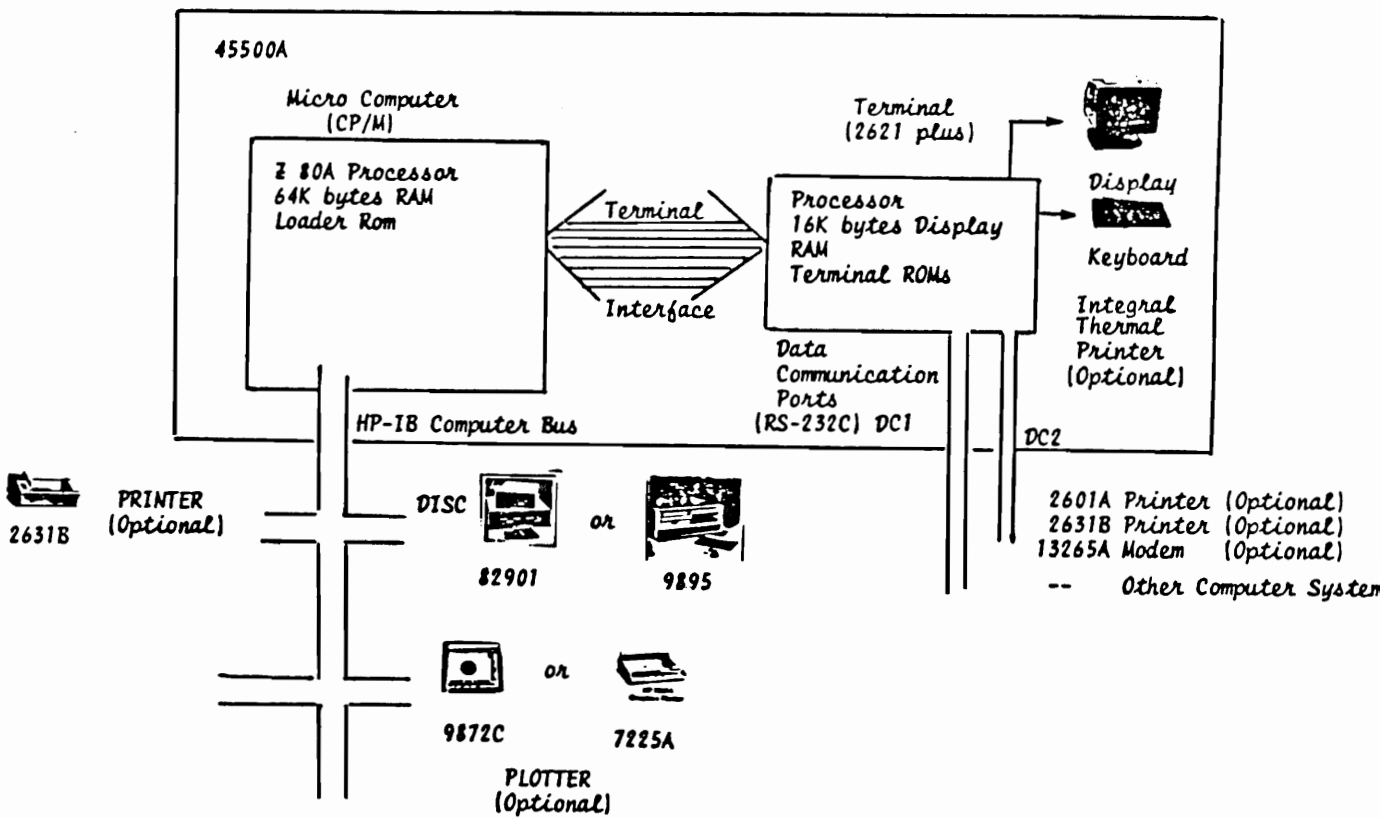 45500A
Micro Computer
(CP/M)
Z 80A Processor
64K bytes RAM
Loader Rom
Terminal
Interface
Terminal
(2621 plus)
Processor
16K bytes Display
RAM
Terminal ROMs
Display
Keyboard
Integral
Thermal
Printer
(Optional)
Data
Communication
Ports
(RS-232C) DC1
DC2
HP-IB Computer Bus
2631B
PRINTER
(Optional)
DISC
82901
or
9895
2601A Printer (Optional)
2631B Printer (Optional)
13265A Modem (Optional)
-- Other Computer System
9872C
or
7225A
PLOTTER
(Optional)